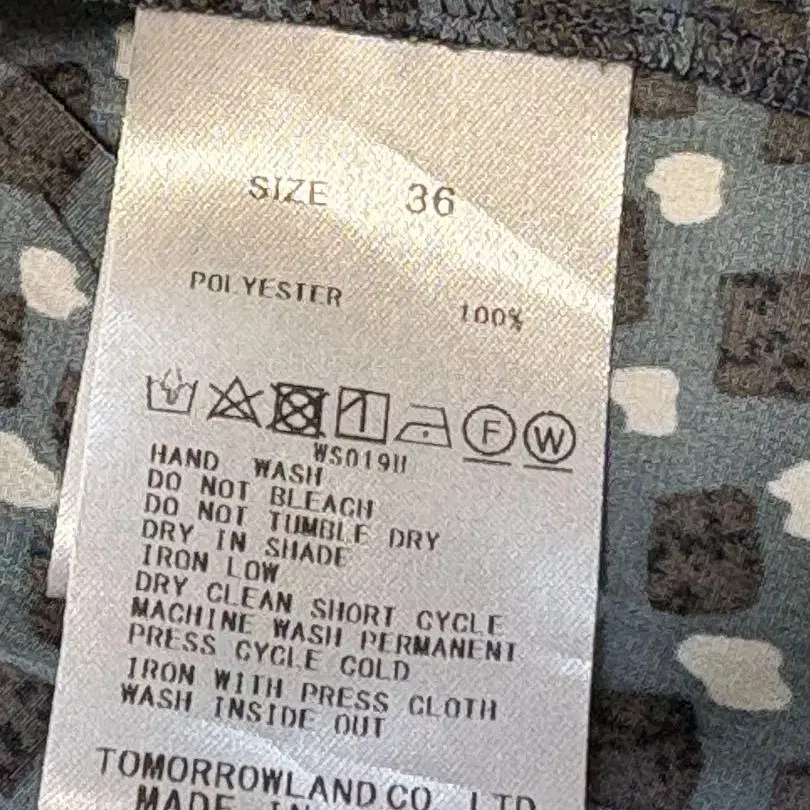 SIZE 36
POLYESTER 100%
F W
WS019U
HAND WASH
DO NOT BLEACH
DO NOT TUMBLE DRY
DRY IN SHADE
IRON LOW
DRY CLEAN SHORT CYCLE
MACHINE WASH PERMANENT
PRESS CYCLE COLD
IRON WITH PRESS CLOTH
WASH INSIDE OUT
TOMORROWLAND CO LTD
MADE IN